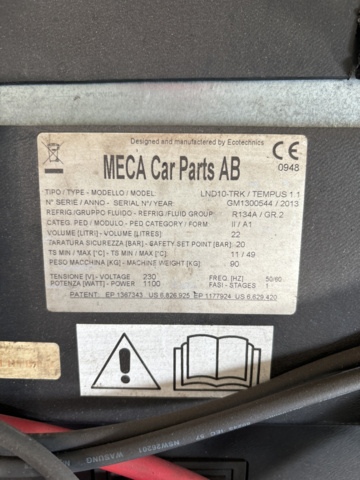 Designed and manufactured by Ecotechnics
MECA Car Parts AB
CE
0948
TIPO / TYPE - MODELLO / MODEL LND10-TRK / TEMPUS 1.1
N° SERIE / ANNO - SERIAL N°/ YEAR: GM1300544 / 2013
REFRIG./GRUPPO FLUIDO - REFRIG./FLUID GROUP: R134A / GR.2
CATEG. PED / MODULO - PED CATEGORY / FORM II / A1
VOLUME [LITRI] - VOLUME [LITRES] 22
TARATURA SICUREZZA [BAR] - SAFETY SET POINT [BAR] 20
TS MIN / MAX [°C] - TS MIN / MAX [°C] 11 / 49
PESO MACCHINA [KG] - MACHINE WEIGHT [KG] 90
TENSIONE [V] - VOLTAGE 230 FREQ. [HZ] 50/60
POTENZA [WATT] - POWER 1100 FASI - STAGES 1
PATENT: EP 1367343 US 6.826.925 EP 1177924 US 6.629.420
WASUNG H5W26201